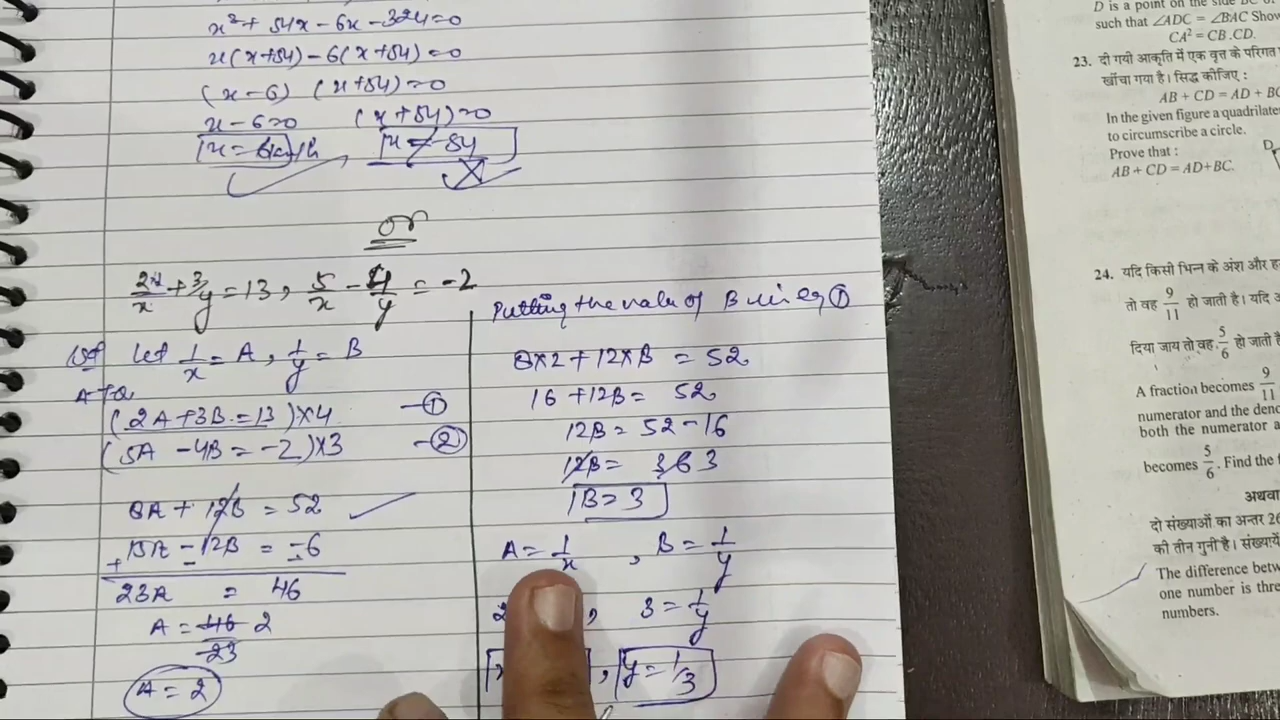 x² + 54x - 6x - 324 = 0
x(x+54) - 6(x+54) = 0
(x-6) (x+54) = 0
x - 6 = 0 (x+54) = 0
x = 6km/h x = -54
or
2/x + 3/y = 13, 5/x - 4/y = -2
Let 1/x = A, 1/y = B
ATQ
(2A + 3B = 13) × 4 — ①
(5A - 4B = -2) × 3 — ②
8A + 12B = 52
15A - 12B = -6
23A = 46
A = 46/23 2
A = 2
Putting the value of B in eq ①
8×2 + 12×B = 52
16 + 12B = 52
12B = 52 - 16
12B = 36 3
B = 3
A = 1/x , B = 1/y
2 , 3 = 1/y
, y = 1/3
D is a point on the side BC of
such that ∠ADC = ∠BAC Show
CA² = CB.CD.
23. दी गयी आकृति में एक वृत्त के परिगत
खींचा गया है। सिद्ध कीजिए :
AB + CD = AD + BC
In the given figure a quadrilate
to circumscribe a circle.
Prove that :
AB + CD = AD+BC.
D
24. यदि किसी भिन्न के अंश और ह
तो वह 9/11 हो जाती है। यदि
दिया जाय तो वह 5/6 हो जाती है
A fraction becomes 9/11
numerator and the deno
both the numerator a
becomes 5/6. Find the f
अथवा
दो संख्याओं का अन्तर 26
की तीन गुनी है। संख्यायें
The difference betw
one number is thre
numbers.